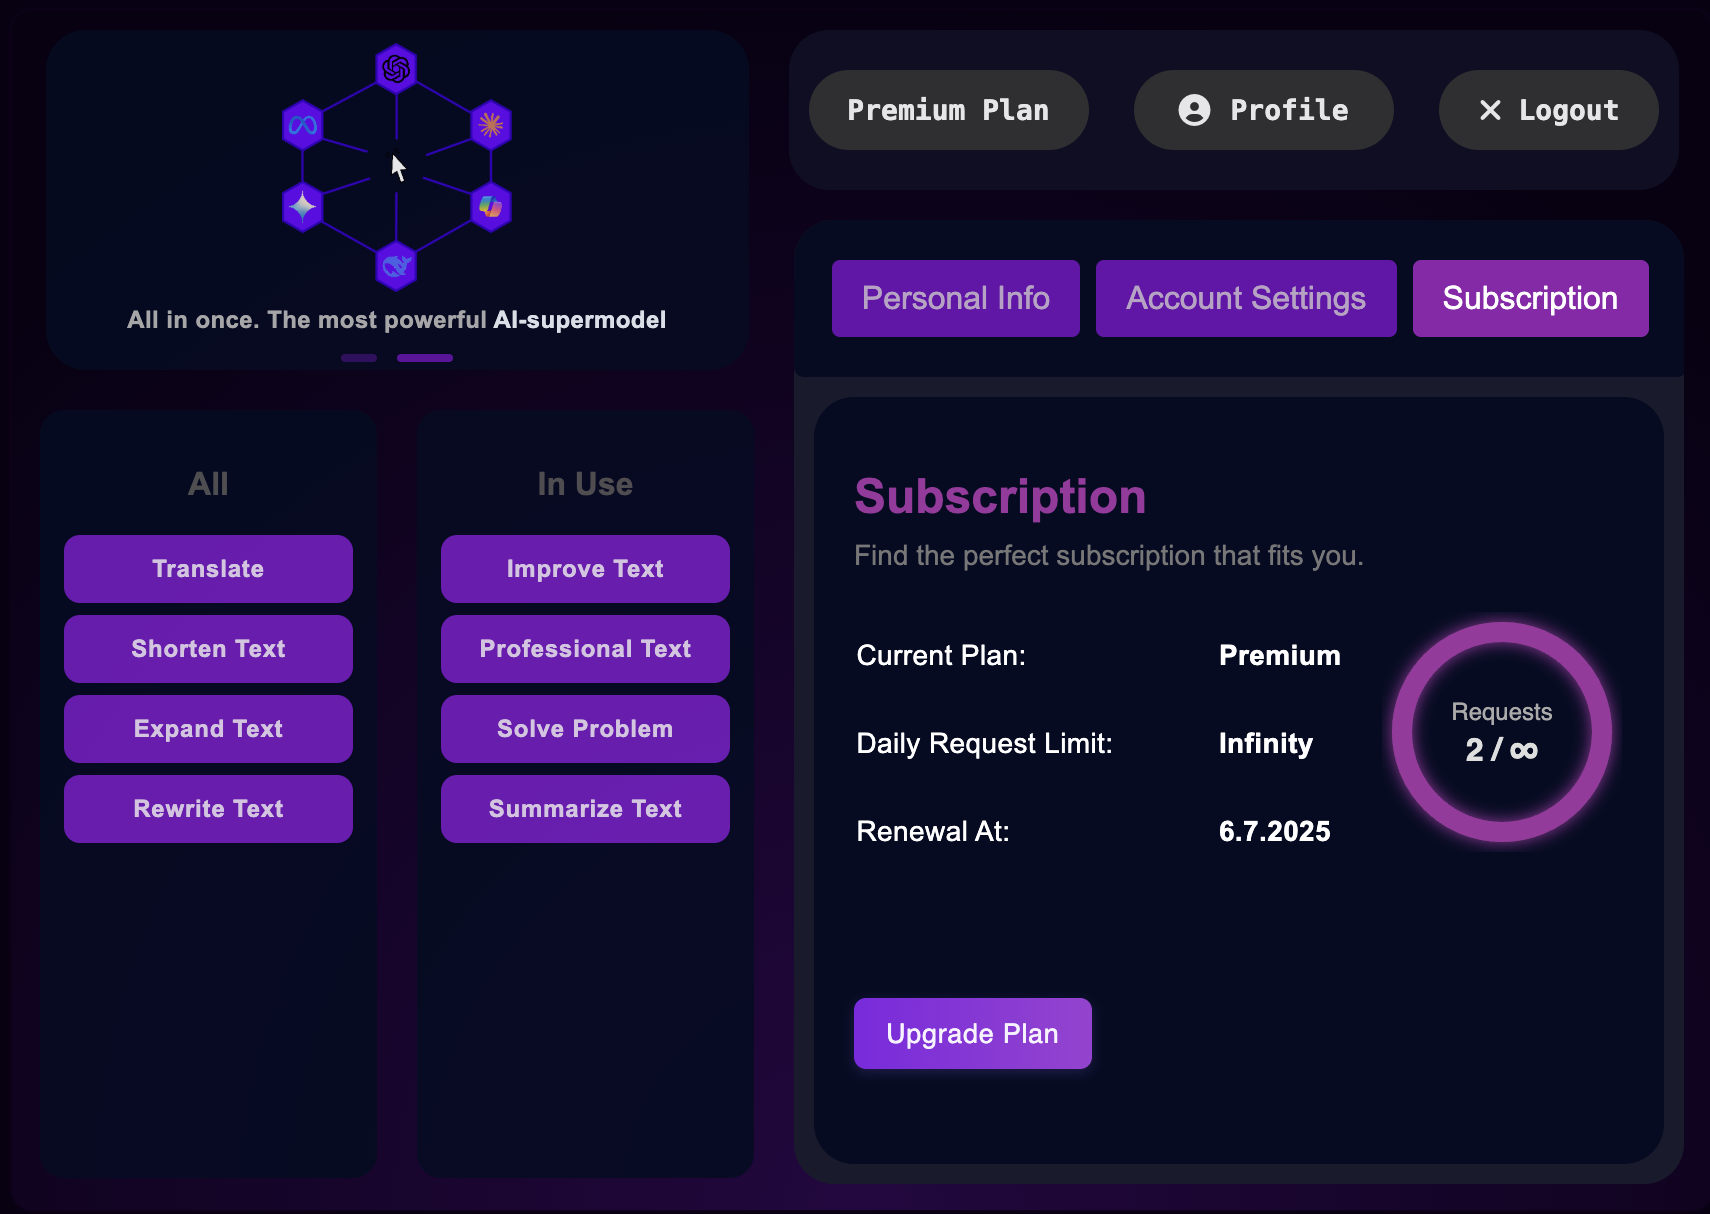 All in once. The most powerful AI-supermodel
Premium Plan
Profile
Logout
Personal Info
Account Settings
Subscription
All
Translate
Shorten Text
Expand Text
Rewrite Text
In Use
Improve Text
Professional Text
Solve Problem
Summarize Text
Subscription
Find the perfect subscription that fits you.
Current Plan: Premium
Daily Request Limit: Infinity
Renewal At: 6.7.2025
Requests
2 / ∞
Upgrade Plan